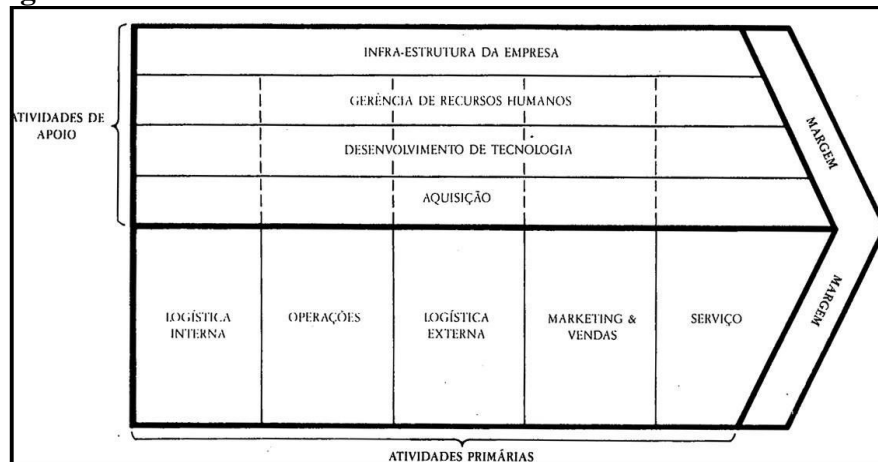 INFRA-ESTRUTURA DA EMPRESA
GERÊNCIA DE RECURSOS HUMANOS
ATIVIDADES DE
APOIO
DESENVOLVIMENTO DE TECNOLOGIA
AQUISIÇÃO
MARGEM
LOGÍSTICA
INTERNA
OPERAÇÕES
LOGÍSTICA
EXTERNA
MARKETING &
VENDAS
SERVIÇO
MARGEM
ATIVIDADES PRIMÁRIAS